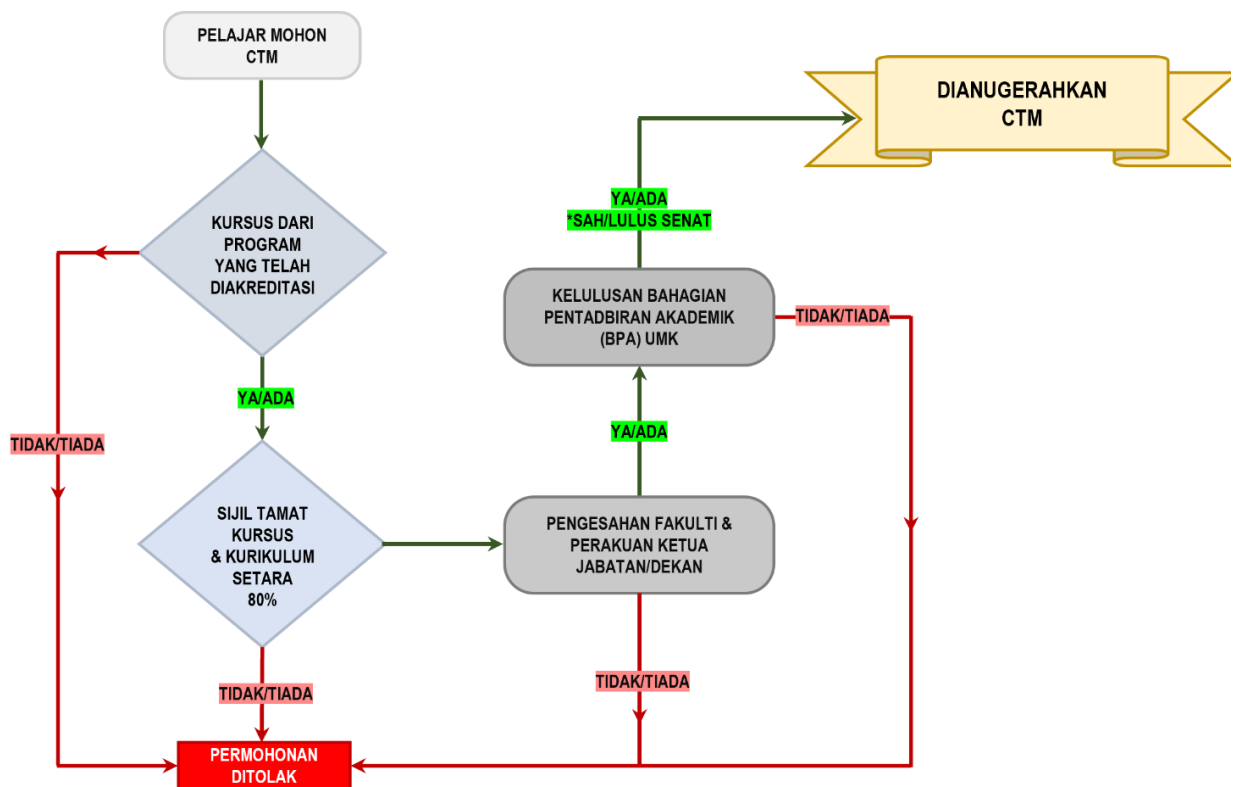 PELAJAR MOHON
CTM
KURSUS DARI
PROGRAM
YANG TELAH
DIAKREDITASI
TIDAK/TIADA
YA/ADA
SIJIL TAMAT
KURSUS
& KURIKULUM
SETARA
80%
TIDAK/TIADA
PENGESAHAN FAKULTI &
PERAKUAN KETUA
JABATAN/DEKAN
TIDAK/TIADA
YA/ADA
KELULUSAN BAHAGIAN
PENTADBIRAN AKADEMIK
(BPA) UMK
TIDAK/TIADA
YA/ADA
*SAH/LULUS SENAT
DIANUGERAHKAN
CTM
PERMOHONAN
DITOLAK